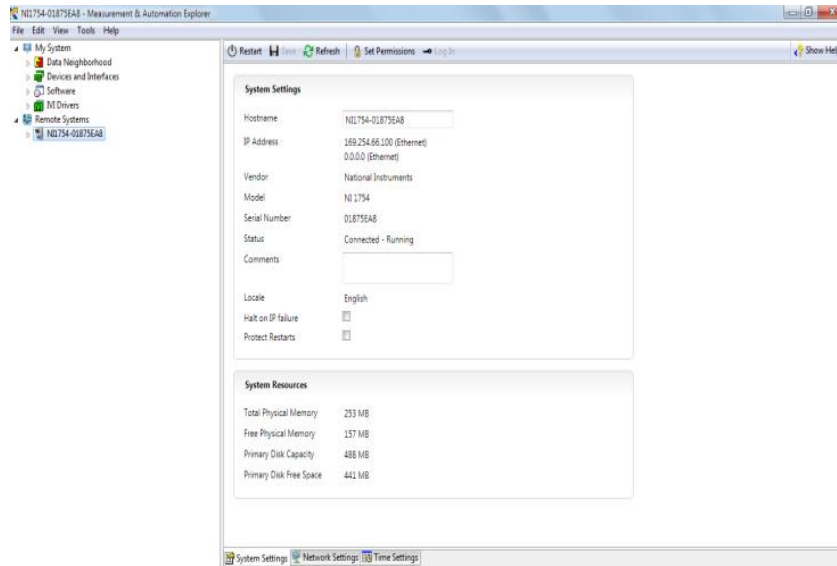 NI1754-01875EA8 - Measurement & Automation Explorer
File Edit View Tools Help
My System
Data Neighborhood
Devices and Interfaces
Software
IVI Drivers
Remote Systems
NI1754-01875EA8
Restart Save Refresh Set Permissions Log In
Show Hel
System Settings
Hostname NI1754-01875EA8
IP Address 169.254.66.100 (Ethernet)
0.0.0.0 (Ethernet)
Vendor National Instruments
Model NI 1754
Serial Number 01875EA8
Status Connected - Running
Comments
Locale English
Halt on IP failure
Protect Restarts
System Resources
Total Physical Memory 253 MB
Free Physical Memory 157 MB
Primary Disk Capacity 488 MB
Primary Disk Free Space 441 MB
System Settings Network Settings Time Settings